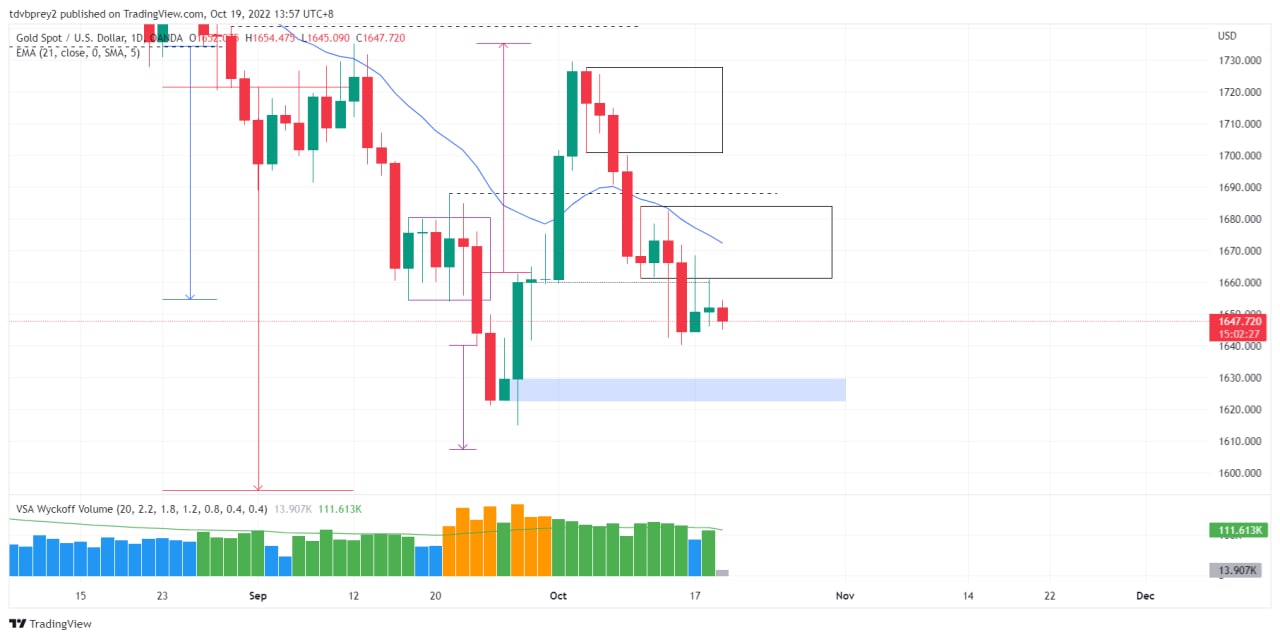 tdvbprey2 published on TradingView.com, Oct 19, 2022 13:57 UTC+8
Gold Spot / U.S. Dollar, 1D, OANDA O1652.075 H1654.475 L1645.090 C1647.720
EMA (21, close, 0, SMA, 5)
USD
1730.000
1720.000
1710.000
1700.000
1690.000
1680.000
1670.000
1660.000
1650.000
1647.720
15:02:27
1640.000
1630.000
1620.000
1610.000
1600.000
VSA Wyckoff Volume (20, 2.2, 1.8, 1.2, 0.8, 0.4, 0.4) 13.907K 111.613K
111.613K
13.907K
15 23 Sep 12 20 Oct 17 Nov 14 22 Dec
TradingView